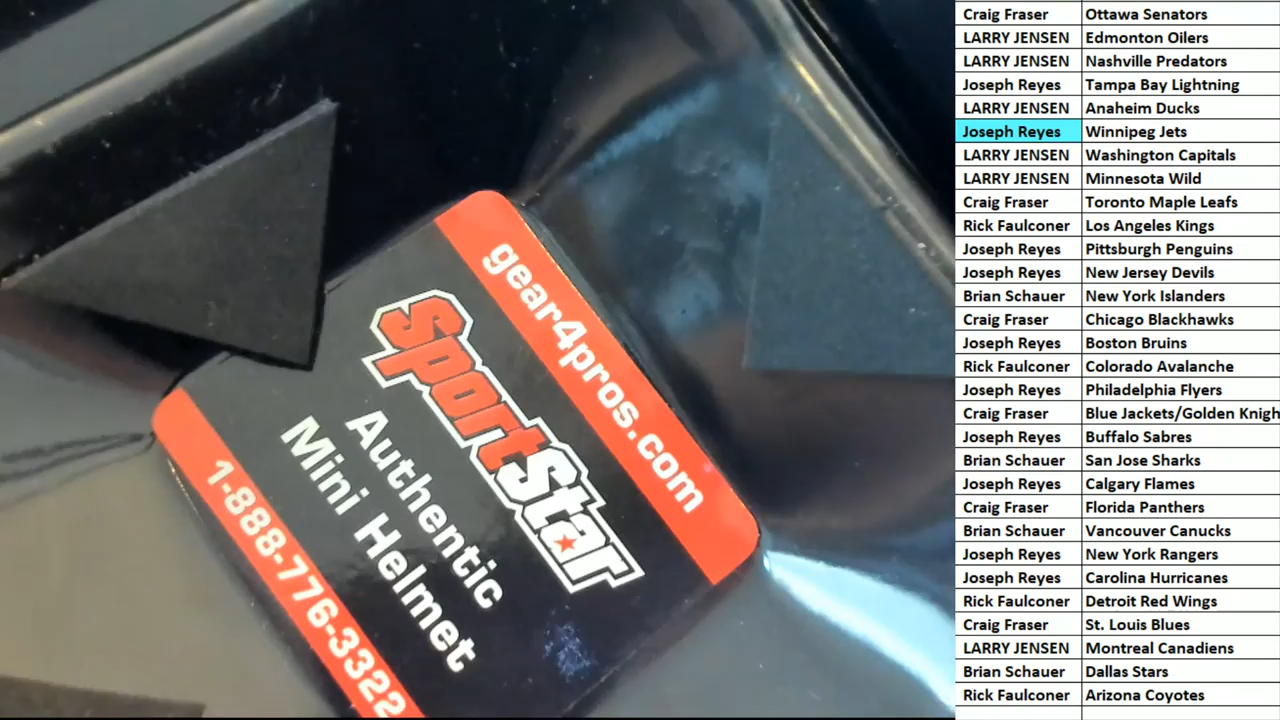 gear4pros.com
SportStar
Authentic
Mini Helmet
1-888-776-3322
Craig Fraser Ottawa Senators
LARRY JENSEN Edmonton Oilers
LARRY JENSEN Nashville Predators
Joseph Reyes Tampa Bay Lightning
LARRY JENSEN Anaheim Ducks
Joseph Reyes Winnipeg Jets
LARRY JENSEN Washington Capitals
LARRY JENSEN Minnesota Wild
Craig Fraser Toronto Maple Leafs
Rick Faulconer Los Angeles Kings
Joseph Reyes Pittsburgh Penguins
Joseph Reyes New Jersey Devils
Brian Schauer New York Islanders
Craig Fraser Chicago Blackhawks
Joseph Reyes Boston Bruins
Rick Faulconer Colorado Avalanche
Joseph Reyes Philadelphia Flyers
Craig Fraser Blue Jackets/Golden Knigh
Joseph Reyes Buffalo Sabres
Brian Schauer San Jose Sharks
Joseph Reyes Calgary Flames
Craig Fraser Florida Panthers
Brian Schauer Vancouver Canucks
Joseph Reyes New York Rangers
Joseph Reyes Carolina Hurricanes
Rick Faulconer Detroit Red Wings
Craig Fraser St. Louis Blues
LARRY JENSEN Montreal Canadiens
Brian Schauer Dallas Stars
Rick Faulconer Arizona Coyotes